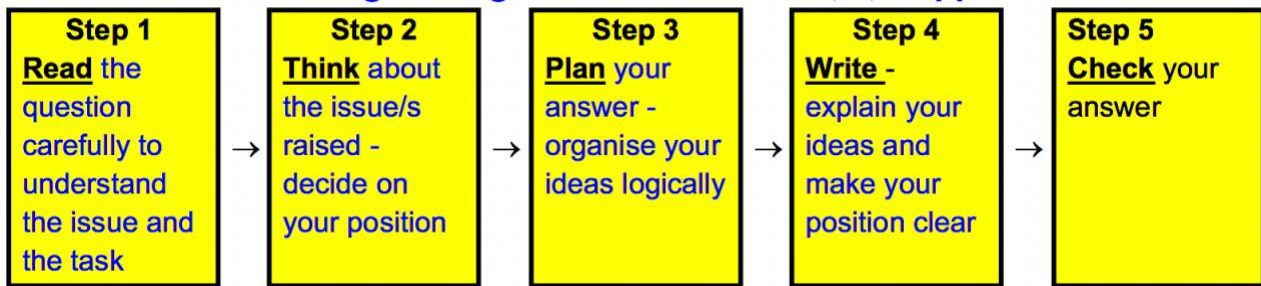 Step 1
Read the
question
carefully to
understand
the issue and
the task
→
Step 2
Think about
the issue/s
raised -
decide on
your position
→
Step 3
Plan your
answer -
organise your
ideas logically
→
Step 4
Write -
explain your
ideas and
make your
position clear
→
Step 5
Check your
answer